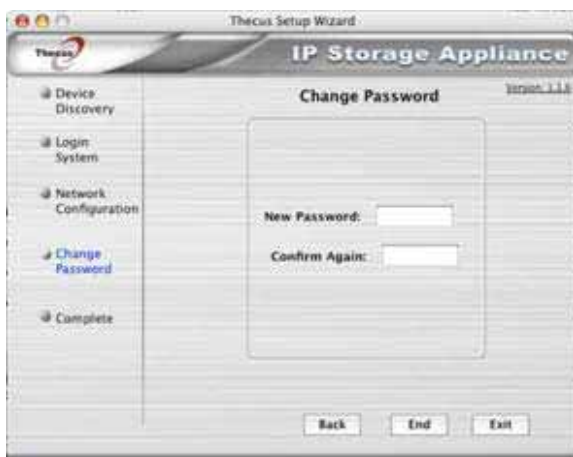 Thecus Setup Wizard
Thecus
IP Storage Appliance
Device
Discovery
Login
System
Network
Configuration
Change
Password
Complete
Change Password
New Password:
Confirm Again:
Back
End
Exit